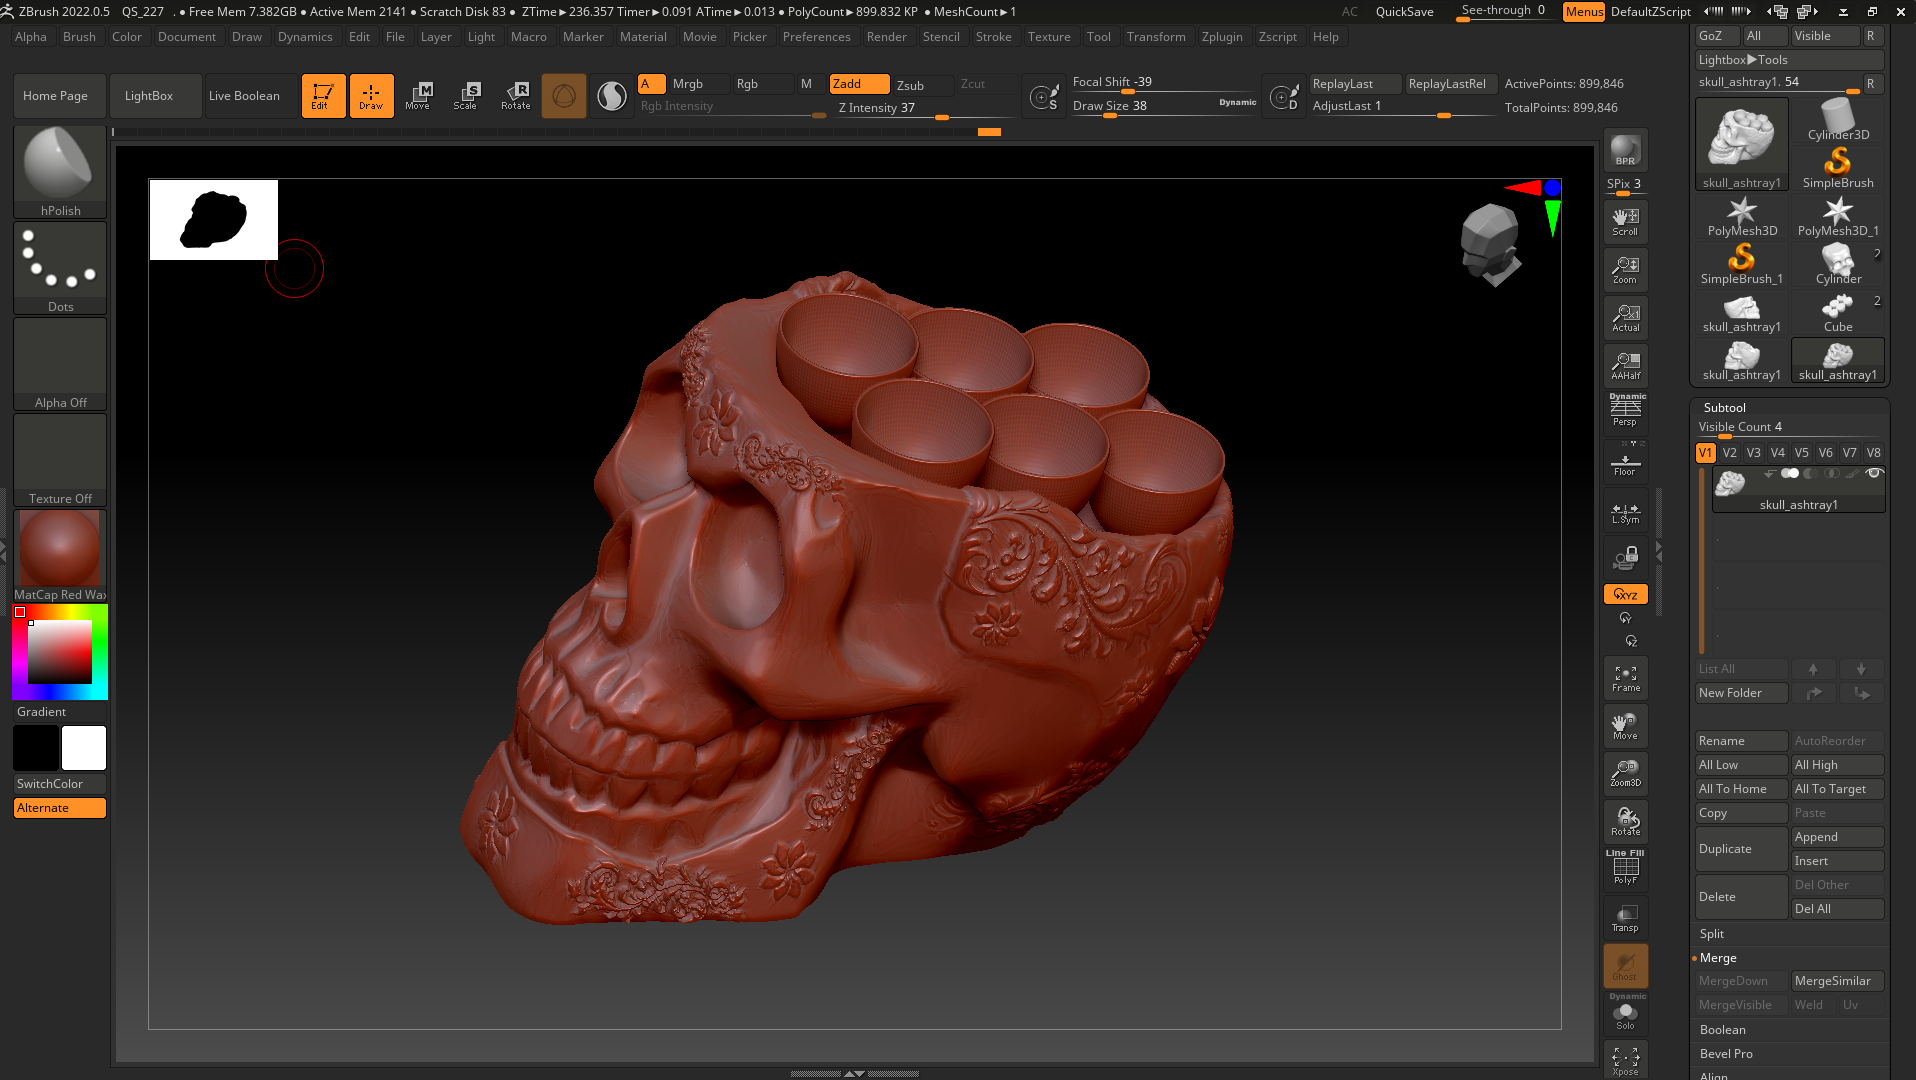 ZBrush 2022.0.5 QS_227 . ● Free Mem 7.382GB ● Active Mem 2141 ● Scratch Disk 83 ● ZTime►236.357 Timer►0.091 ATime►0.013 ● PolyCount►899.832 KP ● MeshCount►1 AC QuickSave See-through 0 Menus DefaultZScript
Alpha Brush Color Document Draw Dynamics Edit File Layer Light Macro Marker Material Movie Picker Preferences Render Stencil Stroke Texture Tool Transform Zplugin Zscript Help
Home Page
LightBox
Live Boolean
Edit
Draw
Move
Scale
Rotate
A Mrgb Rgb M
Rgb Intensity
Zadd Zsub Zcut
Z Intensity 37
S
Focal Shift -39
Draw Size 38
Dynamic
D
ReplayLast ReplayLastRel
AdjustLast 1
ActivePoints: 899,846
TotalPoints: 899,846
hPolish
Dots
Alpha Off
Texture Off
MatCap Red Wax
Gradient
SwitchColor
Alternate
BPR
SPix 3
Scroll
Zoom
Actual
AAHalf
Dynamic
Persp
Floor
L.Sym
XYZ
Y
Z
Frame
Move
Zoom3D
Rotate
Line Fill
PolyF
Transp
Ghost
Dynamic
Solo
Xpose
GoZ All Visible R
Lightbox►Tools
skull_ashtray1. 54 R
skull_ashtray1
Cylinder3D
SimpleBrush
PolyMesh3D PolyMesh3D_1
2
SimpleBrush_1 Cylinder
2
skull_ashtray1 Cube
skull_ashtray1 skull_ashtray1
Subtool
Visible Count 4
V1 V2 V3 V4 V5 V6 V7 V8
skull_ashtray1
List All
New Folder
Rename AutoReorder
All Low All High
All To Home All To Target
Copy Paste
Duplicate
Append
Insert
Delete
Del Other
Del All
Split
Merge
MergeDown MergeSimilar
MergeVisible Weld Uv
Boolean
Bevel Pro
Align